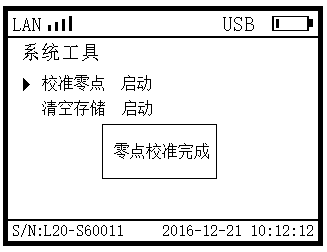 LAN USB
系统工具
校准零点 启动
清空存储 启动
零点校准完成
S/N:L20-S60011 2016-12-21 10:12:12